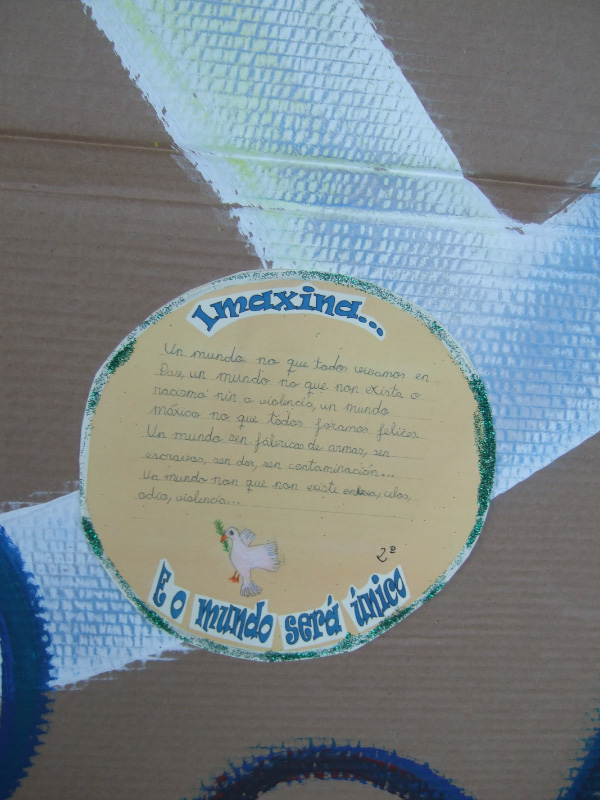 Imaxina...
Un mundo no que todos vivamos en
Paz, un mundo no que non exista o
racismo nin a violencia, un mundo
máxico no que todos foramos felices.
Un mundo sen fábricas de armas, sen
escravos, sen dor, sen contaminación...
Un mundo non que non existe envexa, celos,
odio, violencia...
2º
E o mundo será único